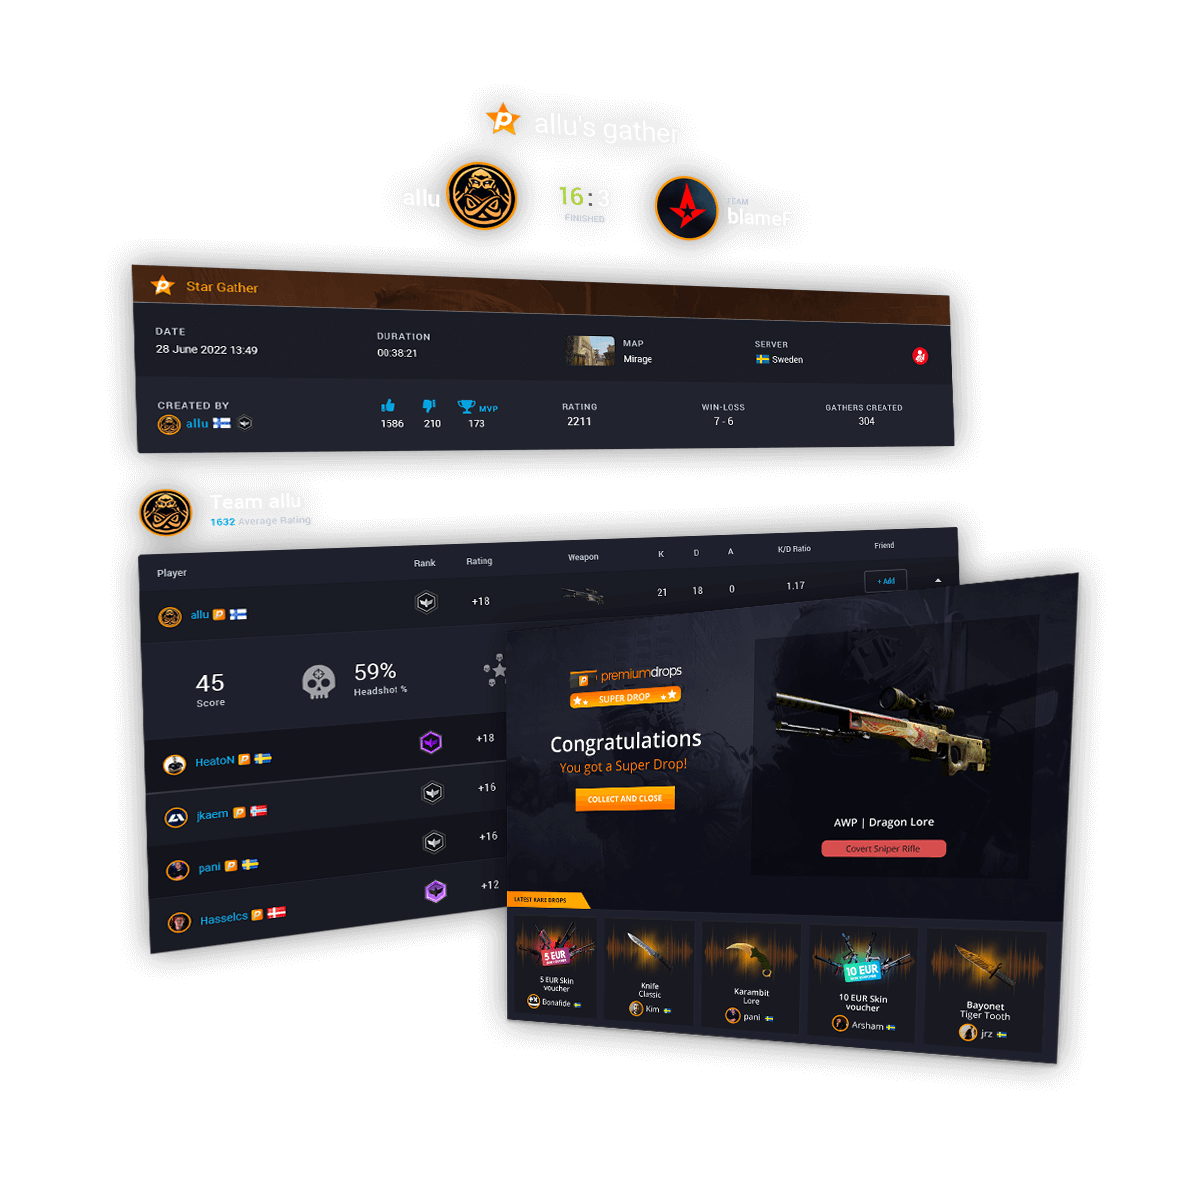 allu's gather
allu
16:3
FINISHED
TEAM
blameF
Star Gather
DATE
28 June 2022 13:49
DURATION
00:38:21
MAP
Mirage
SERVER
Sweden
CREATED BY
allu
1586
210
MVP
173
RATING
2211
WIN-LOSS
7 - 6
GATHERS CREATED
304
Team allu
1632 Average Rating
Player Rank Rating Weapon K D A K/D Ratio Friend
allu P +18 21 18 0 1.17 + Add
45
Score
59%
Headshot %
HeatoN P +18
jkaem P +16
pani P +16
Hasselcs P +12
P premiumdrops
SUPER DROP
Congratulations
You got a Super Drop!
COLLECT AND CLOSE
AWP | Dragon Lore
Covert Sniper Rifle
LATEST RARE DROPS
5 EUR
5 EUR Skin
voucher
Bonafide
Knife
Classic
Kim
Karambit
Lore
pani
10 EUR
10 EUR Skin
voucher
Arsham
Bayonet
Tiger Tooth
jrz